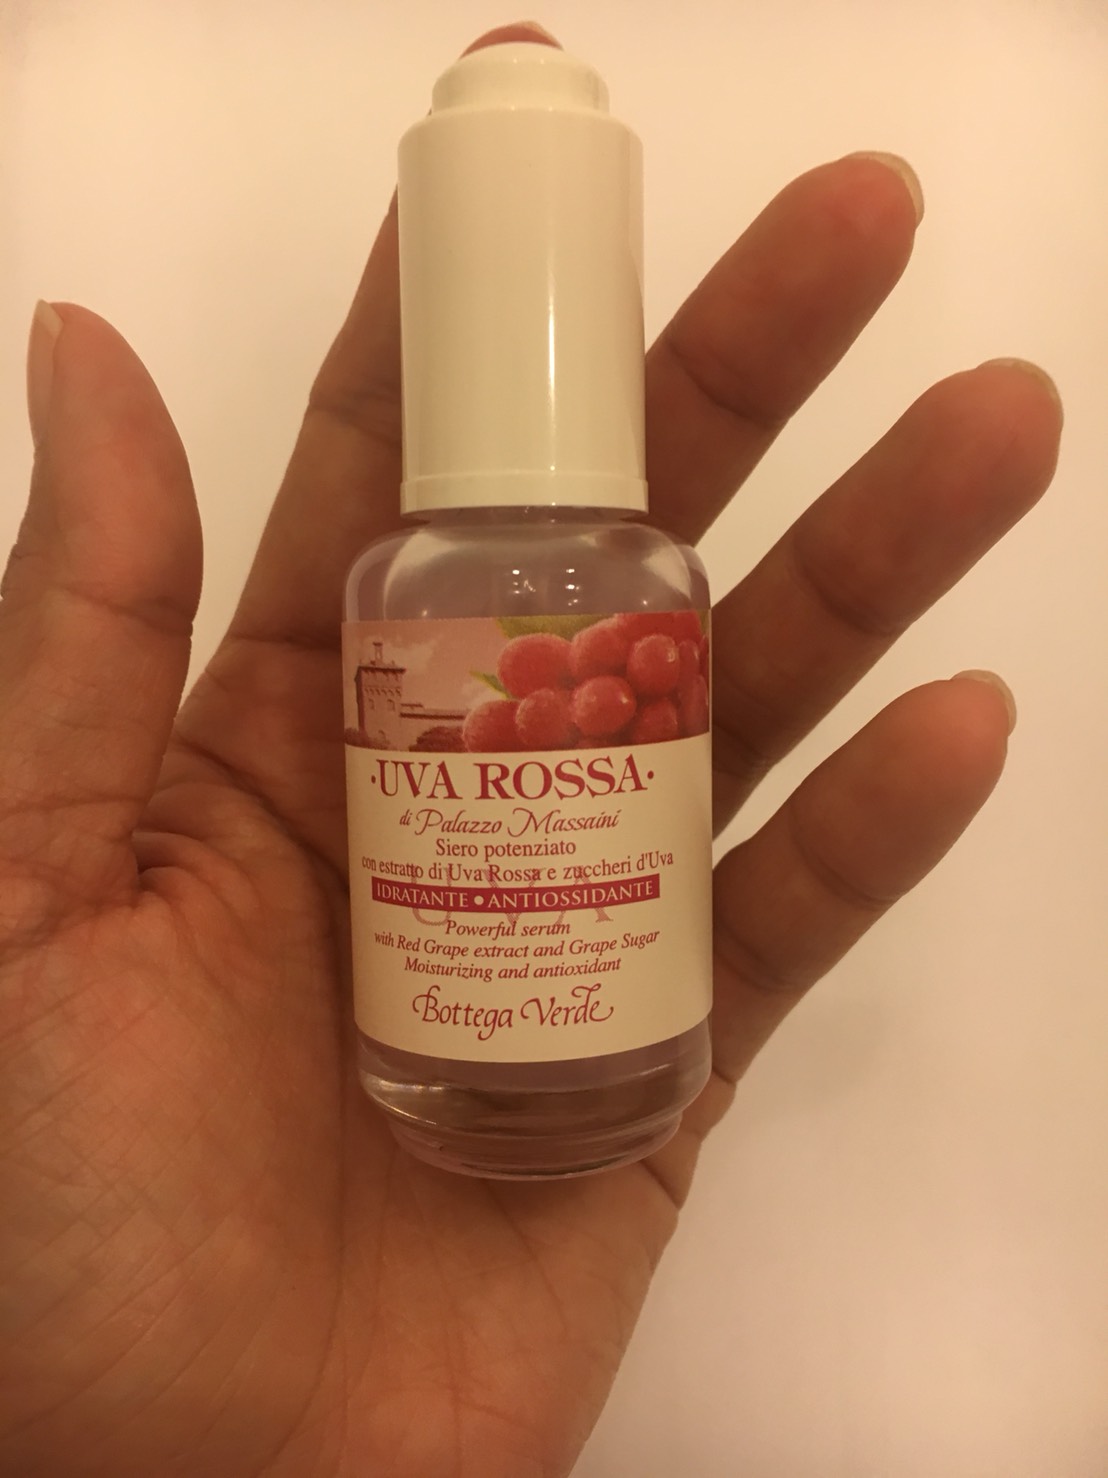 ·UVA ROSSA·
di Palazzo Massaini
Siero potenziato
con estratto di Uva Rossa e zuccheri d'Uva
UVA
IDRATANTE • ANTIOSSIDANTE
Powerful serum
with Red Grape extract and Grape Sugar
Moisturizing and antioxidant
Bottega Verde